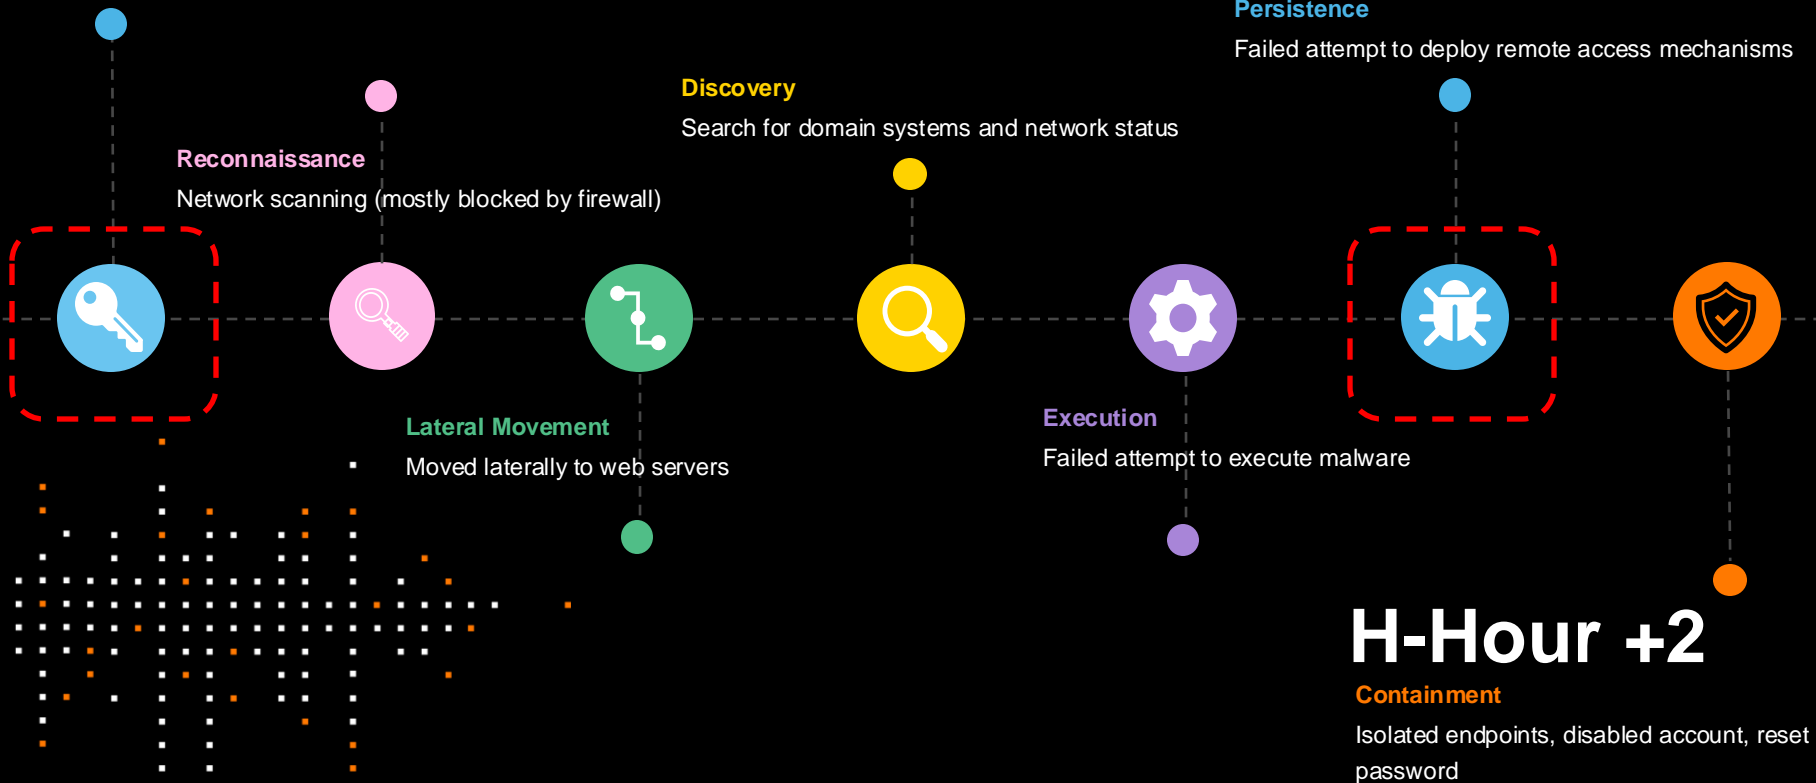 Persistence
Failed attempt to deploy remote access mechanisms
Discovery
Search for domain systems and network status
Reconnaissance
Network scanning (mostly blocked by firewall)
Lateral Movement
Moved laterally to web servers
Execution
Failed attempt to execute malware
H-Hour +2
Containment
Isolated endpoints, disabled account, reset
password